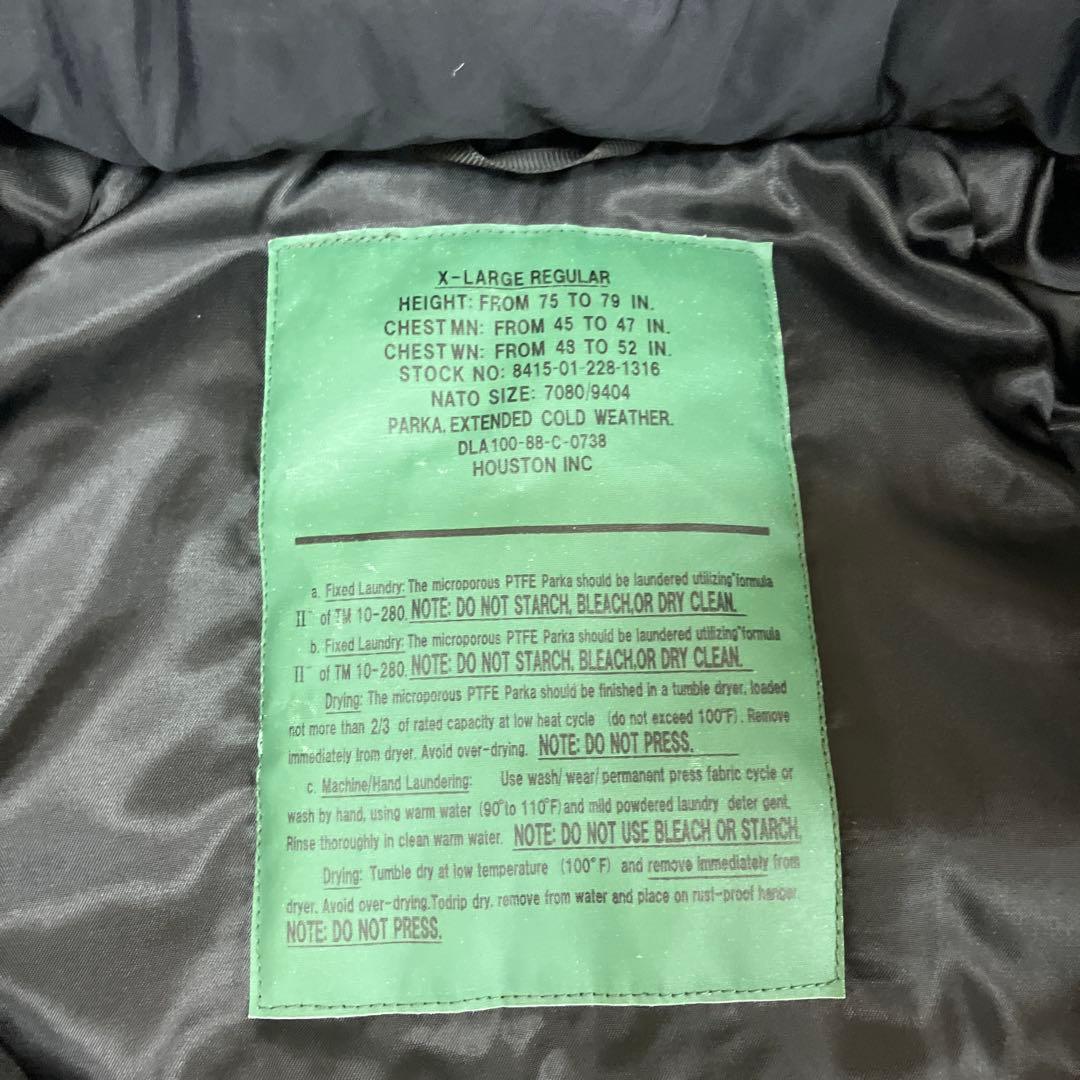 X-LARGE REGULAR
HEIGHT: FROM 75 TO 79 IN.
CHEST MN: FROM 45 TO 47 IN.
CHEST WN: FROM 48 TO 52 IN.
STOCK NO: 8415-01-228-1316
NATO SIZE: 7080/9404
PARKA, EXTENDED COLD WEATHER.
DLA100-88-C-0738
HOUSTON INC
a. Fixed Laundry: The microporous PTFE Parka should be laundered utilizing"formula
II" of TM 10-280. NOTE: DO NOT STARCH, BLEACH,OR DRY CLEAN.
b. Fixed Laundry: The microporous PTFE Parka should be laundered utilizing"formula
II" of TM 10-280. NOTE: DO NOT STARCH, BLEACH,OR DRY CLEAN.
Drying: The microporous PTFE Parka should be finished in a tumble dryer, loaded
not more than 2/3 of rated capacity at low heat cycle (do not exceed 100°F). Remove
immediately from dryer. Avoid over-drying. NOTE: DO NOT PRESS.
c. Machine/Hand Laundering: Use wash/ wear/ permanent press fabric cycle or
wash by hand, using warm water (90°to 110°F) and mild powdered laundry deter gent.
Rinse thoroughly in clean warm water. NOTE: DO NOT USE BLEACH OR STARCH.
Drying: Tumble dry at low temperature (100°F) and remove immediately from
dryer. Avoid over-drying.Todrip dry, remove from water and place on rust-proof hanger.
NOTE: DO NOT PRESS.